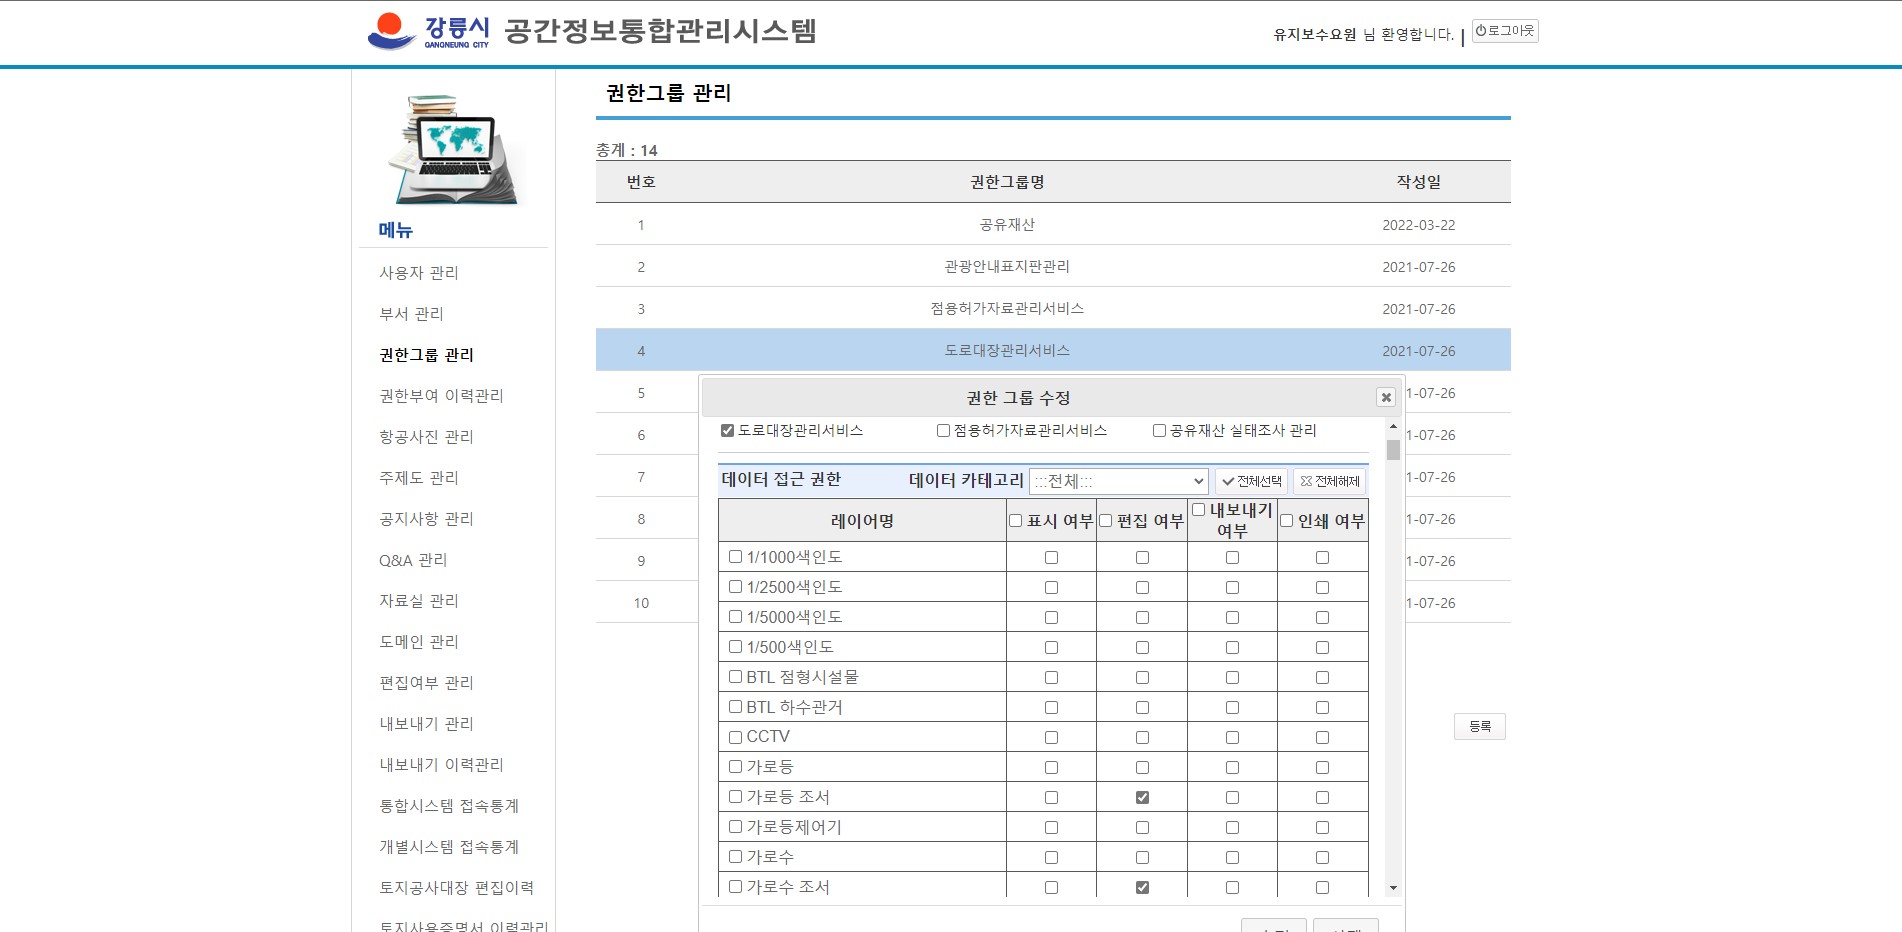 강릉시 GANGNEUNG CITY 공간정보통합관리시스템
유지보수요원 님 환영합니다. | 로그아웃
메뉴
사용자 관리
부서 관리
권한그룹 관리
권한부여 이력관리
항공사진 관리
주제도 관리
공지사항 관리
Q&A 관리
자료실 관리
도메인 관리
편집여부 관리
내보내기 관리
내보내기 이력관리
통합시스템 접속통계
개별시스템 접속통계
토지공사대장 편집이력
토지사용증명서 이력관리
권한그룹 관리
총계 : 14
번호 권한그룹명 작성일
1 공유재산 2022-03-22
2 관광안내표지판관리 2021-07-26
3 점용허가자료관리서비스 2021-07-26
4 도로대장관리서비스 2021-07-26
5 1-07-26
6 1-07-26
7 1-07-26
8 1-07-26
9 1-07-26
10 1-07-26
등록
권한 그룹 수정
도로대장관리서비스 점용허가자료관리서비스 공유재산 실태조사 관리
데이터 접근 권한 데이터 카테고리 :::전체::: 전체선택 전체해제
레이어명 표시 여부 편집 여부 내보내기 여부 인쇄 여부
1/1000색인도
1/2500색인도
1/5000색인도
1/500색인도
BTL 점형시설물
BTL 하수관거
CCTV
가로등
가로등 조서
가로등제어기
가로수
가로수 조서